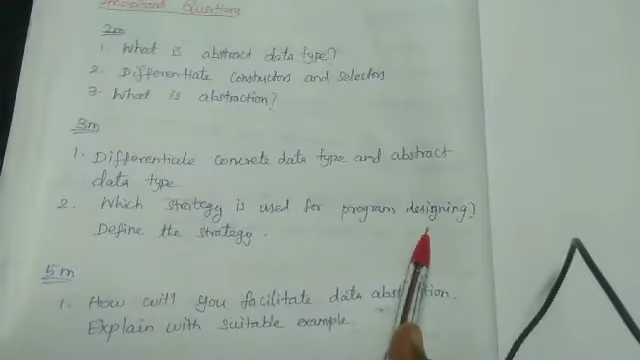 Important Questions
2m
1. What is abstract data type?
2. Differentiate constructors and selectors
3. What is abstraction?
3m
1. Differentiate concrete data type and abstract
data type
2. Which strategy is used for program designing?
Define the strategy.
5m
1. How will you facilitate data
Explain with suitable example.